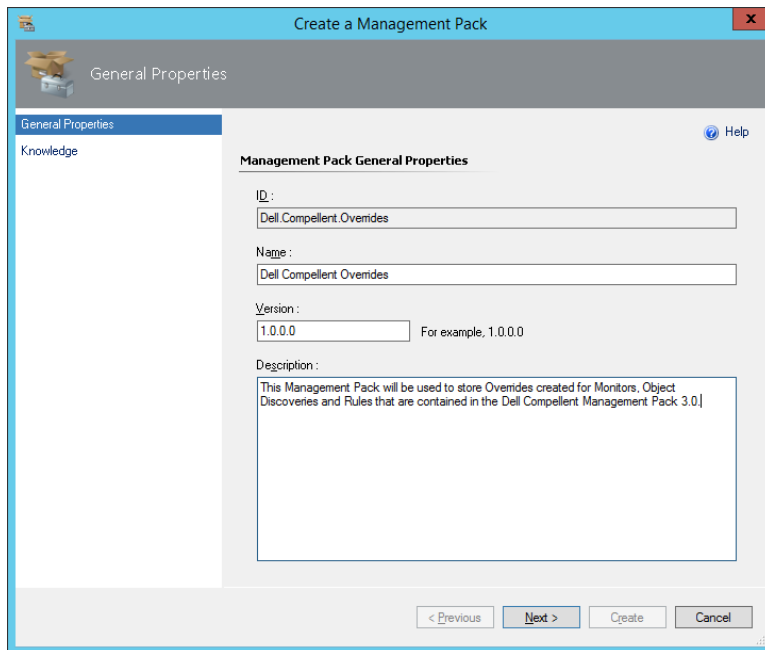 Create a Management Pack
x
General Properties
General Properties
Knowledge
Help
Management Pack General Properties
ID :
Dell.Compellent.Overrides
Name :
Dell Compellent Overrides
Version :
1.0.0.0
For example, 1.0.0.0
Description :
This Management Pack will be used to store Overrides created for Monitors, Object
Discoveries and Rules that are contained in the Dell Compellent Management Pack 3.0.
< Previous
Next >
Create
Cancel